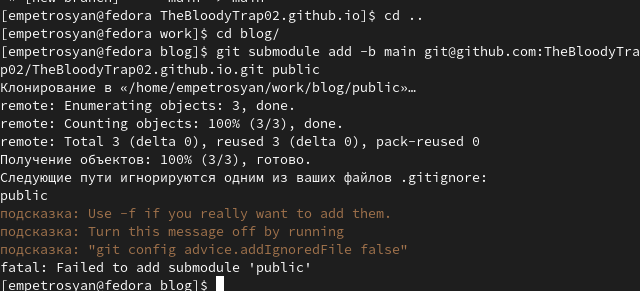 [empetrosyan@fedora TheBloodyTrap02.github.io]$ cd ..
[empetrosyan@fedora work]$ cd blog/
[empetrosyan@fedora blog]$ git submodule add -b main git@github.com:TheBloodyTra
p02/TheBloodyTrap02.github.io.git public
Клонирование в «/home/empetrosyan/work/blog/public»…
remote: Enumerating objects: 3, done.
remote: Counting objects: 100% (3/3), done.
remote: Total 3 (delta 0), reused 3 (delta 0), pack-reused 0
Получение объектов: 100% (3/3), готово.
Следующие пути игнорируются одним из ваших файлов .gitignore:
public
подсказка: Use -f if you really want to add them.
подсказка: Turn this message off by running
подсказка: "git config advice.addIgnoredFile false"
fatal: Failed to add submodule 'public'
[empetrosyan@fedora blog]$